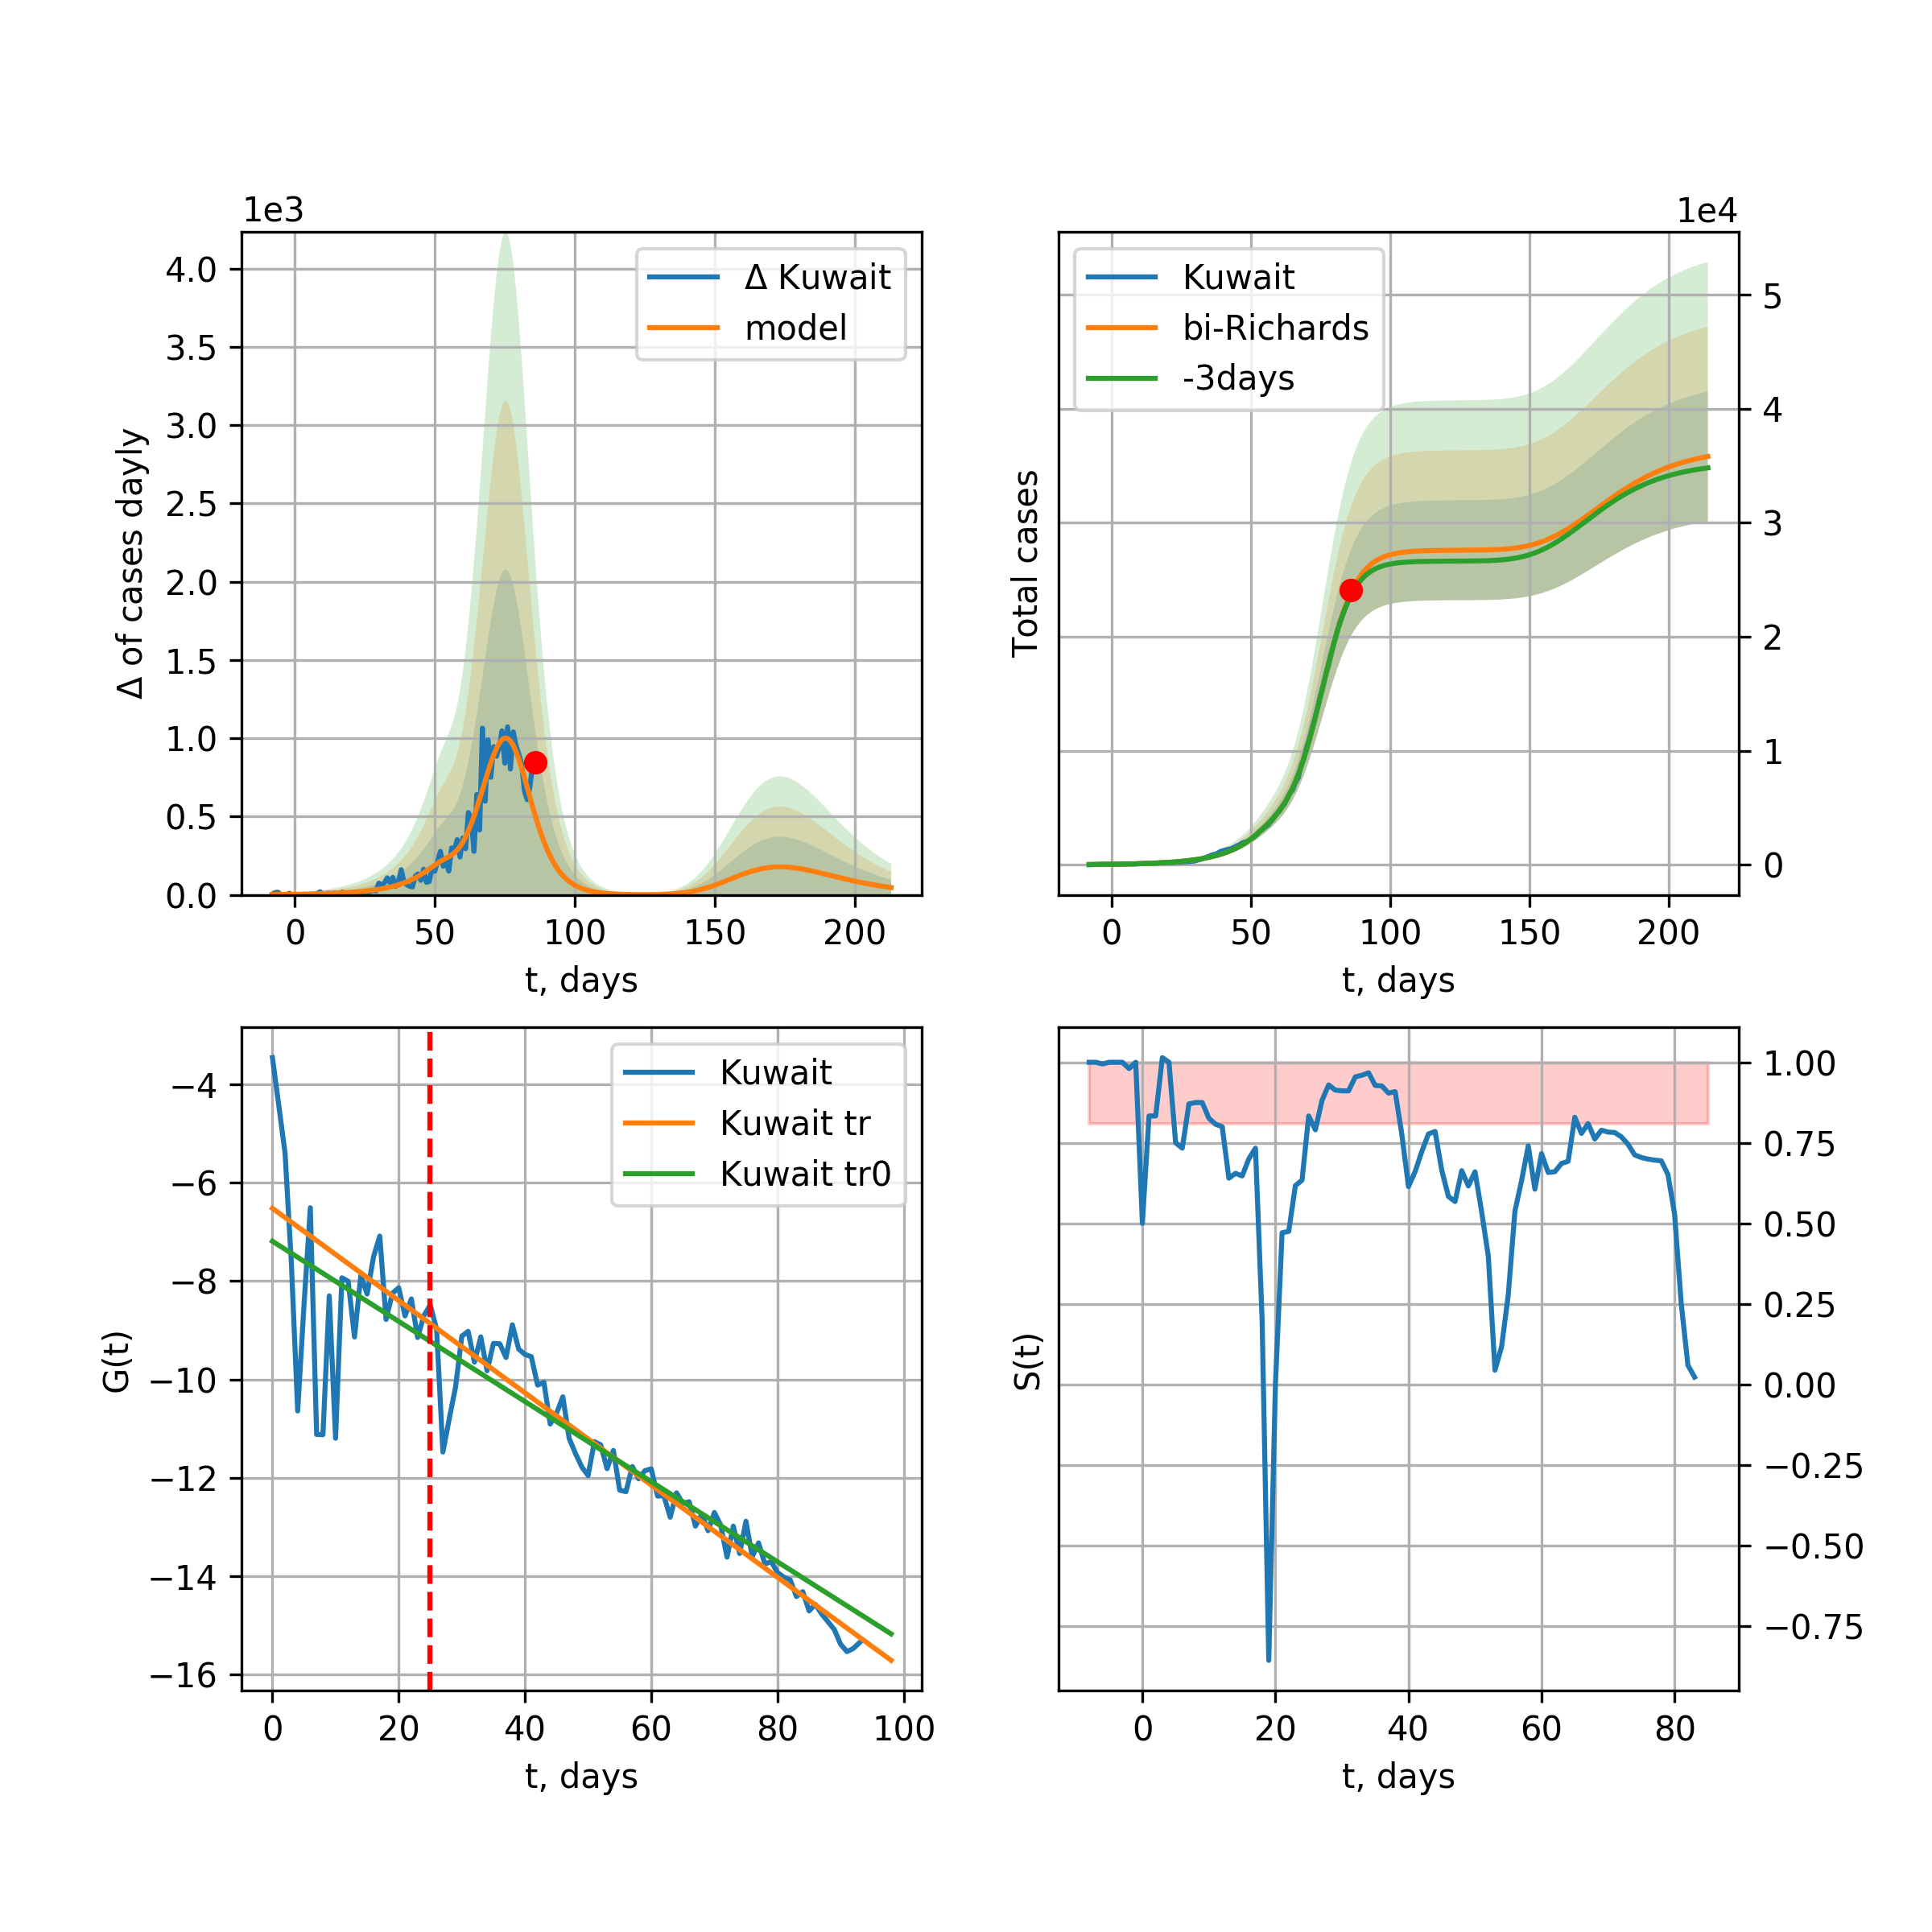 1e3
Δ of cases dayly
4.0
3.5
3.0
2.5
2.0
1.5
1.0
0.5
0.0
Δ Kuwait
model
0 50 100 150 200
t, days
1e4
Total cases
Kuwait
bi-Richards
-3days
5
4
3
2
1
0
0 50 100 150 200
t, days
G(t)
−4
−6
−8
−10
−12
−14
−16
Kuwait
Kuwait tr
Kuwait tr0
0 20 40 60 80 100
t, days
S(t)
1.00
0.75
0.50
0.25
0.00
−0.25
−0.50
−0.75
0 20 40 60 80
t, days